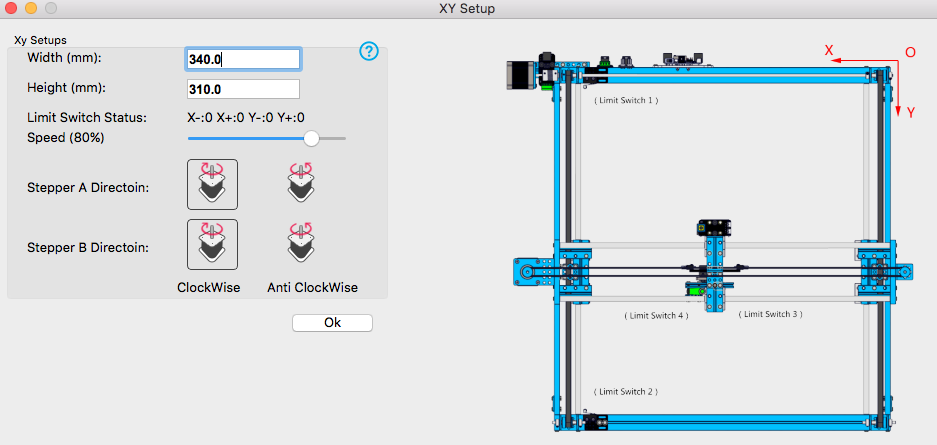 XY Setup
Xy Setups
Width (mm): 340.0
?
Height (mm): 310.0
Limit Switch Status: X-:0 X+:0 Y-:0 Y+:0
Speed (80%)
Stepper A Directoin:
Stepper B Directoin:
ClockWise Anti ClockWise
Ok
X O
Y
( Limit Switch 1 )
( Limit Switch 4 ) ( Limit Switch 3 )
( Limit Switch 2 )